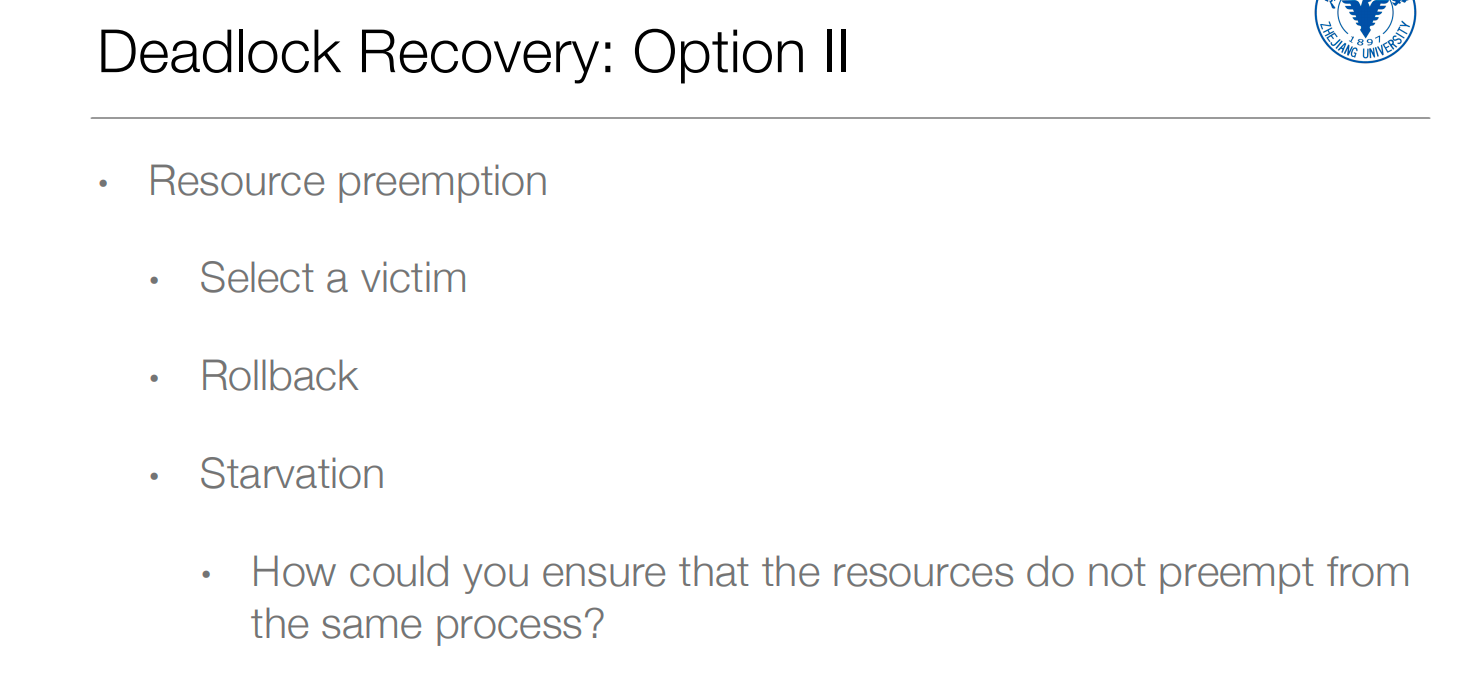 Deadlock Recovery: Option II
ZHEJIANG UNIVERSITY
1897
• Resource preemption
• Select a victim
• Rollback
• Starvation
• How could you ensure that the resources do not preempt from
the same process?